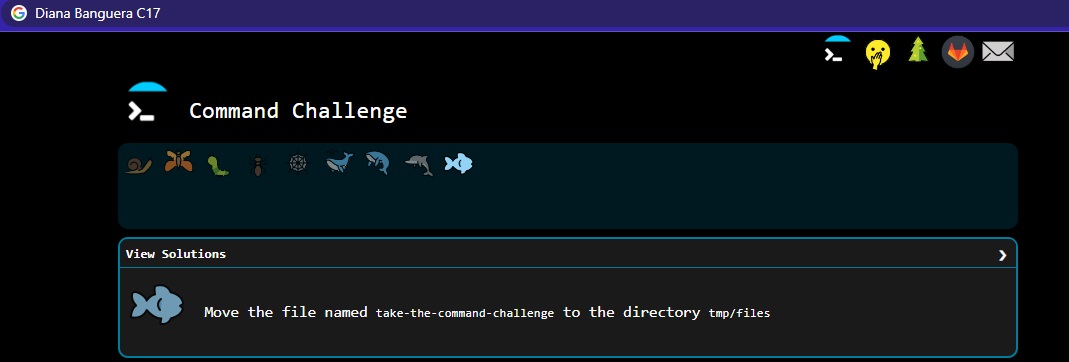 Diana Banguera C17
Command Challenge
View Solutions
Move the file named take-the-command-challenge to the directory tmp/files